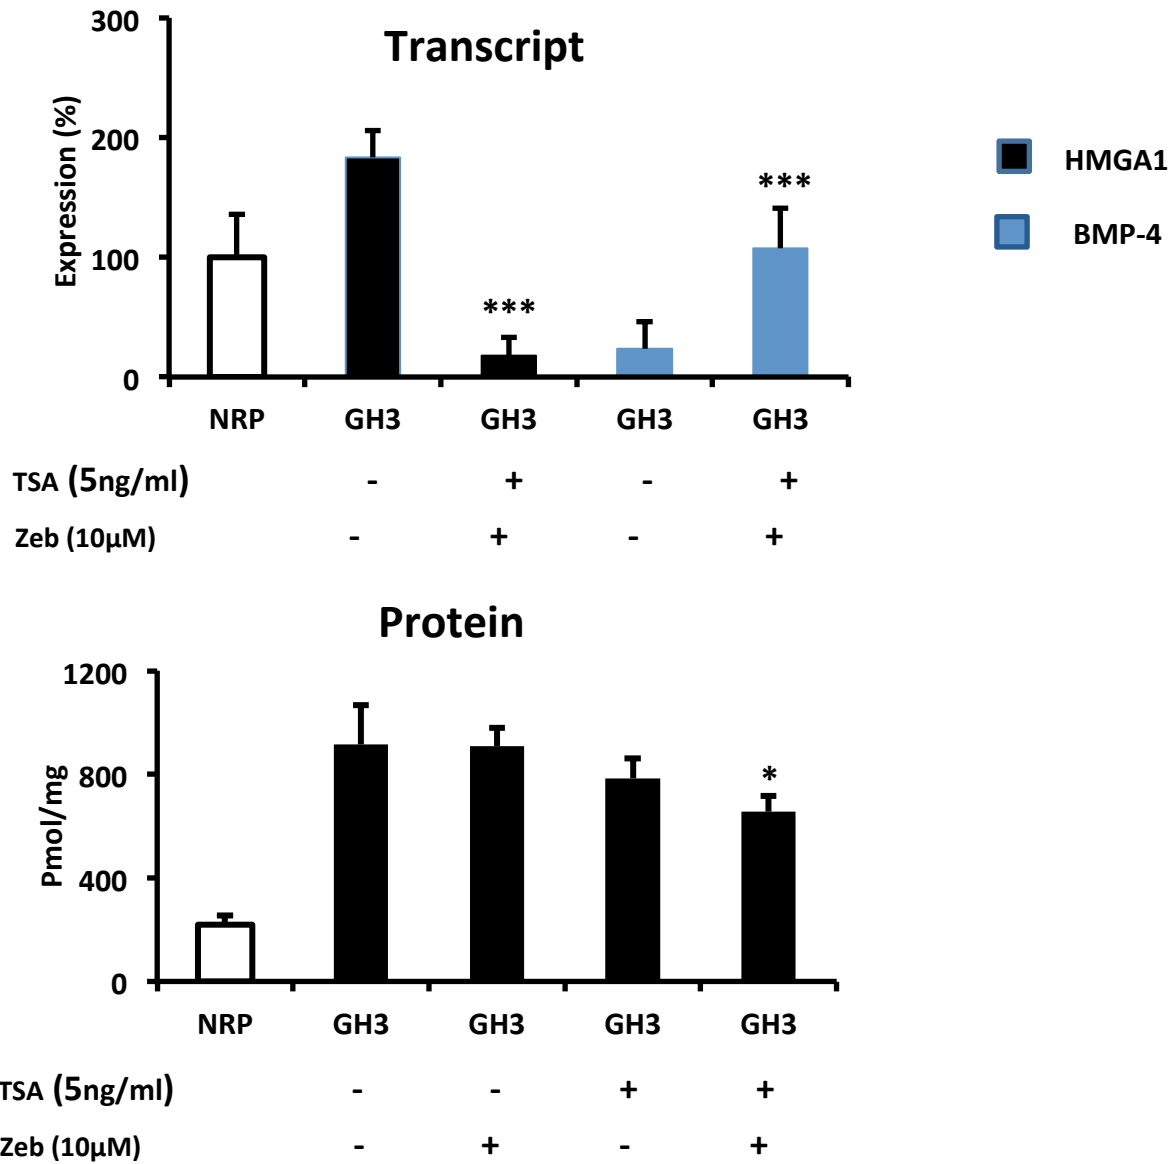 Transcript
300
200
100
0
Expression (%)
***
***
HMGA1
BMP-4
NRP GH3 GH3 GH3 GH3
TSA (5ng/ml) - + - +
Zeb (10µM) - + - +
Protein
1200
800
400
0
Pmol/mg
*
NRP GH3 GH3 GH3 GH3
TSA (5ng/ml) - - + +
Zeb (10µM) - + - +